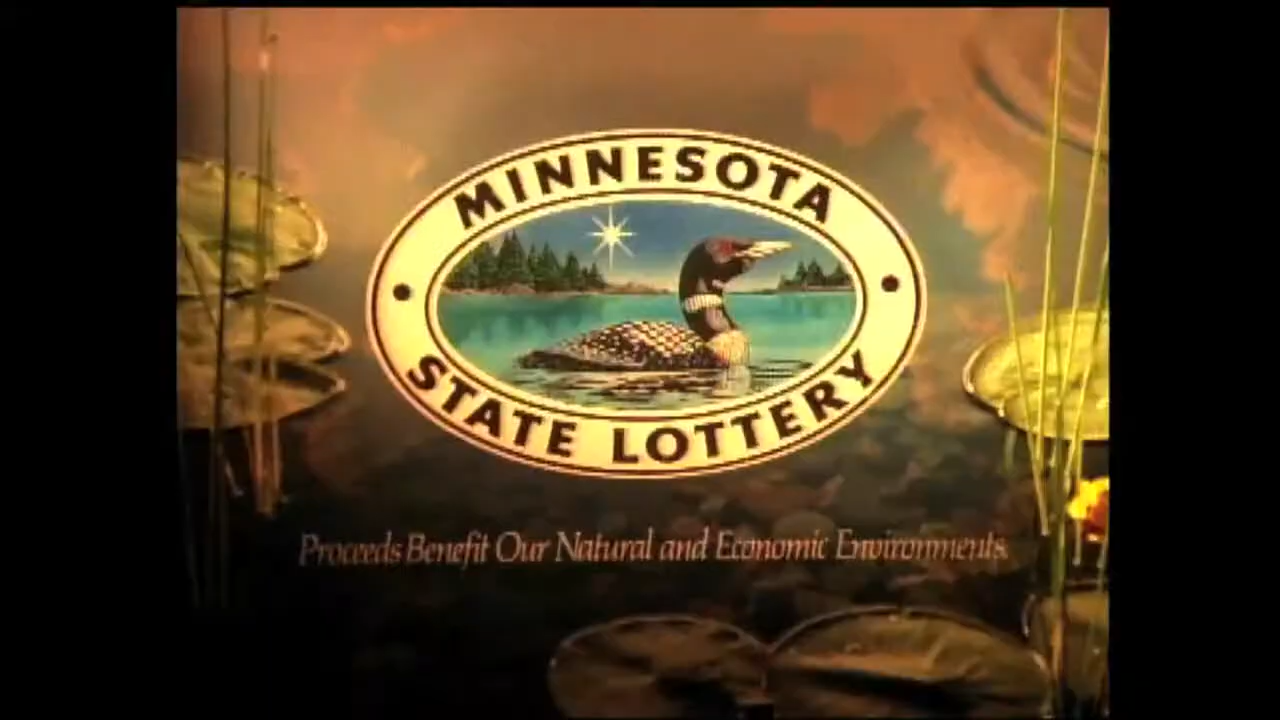 MINNESOTA
STATE LOTTERY
Proceeds Benefit Our Natural and Economic Environments.